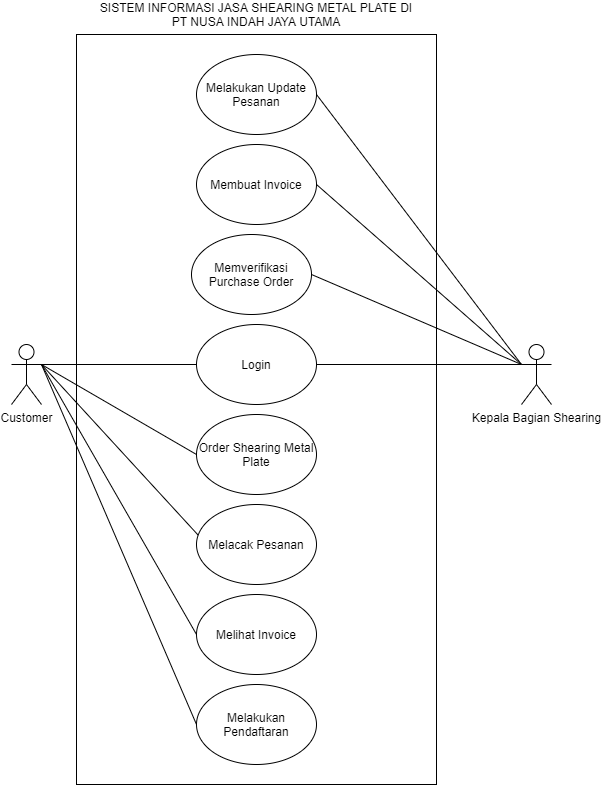 SISTEM INFORMASI JASA SHEARING METAL PLATE DI
PT NUSA INDAH JAYA UTAMA
Melakukan Update
Pesanan
Membuat Invoice
Memverifikasi
Purchase Order
Login
Customer
Kepala Bagian Shearing
Order Shearing Metal
Plate
Melacak Pesanan
Melihat Invoice
Melakukan
Pendaftaran